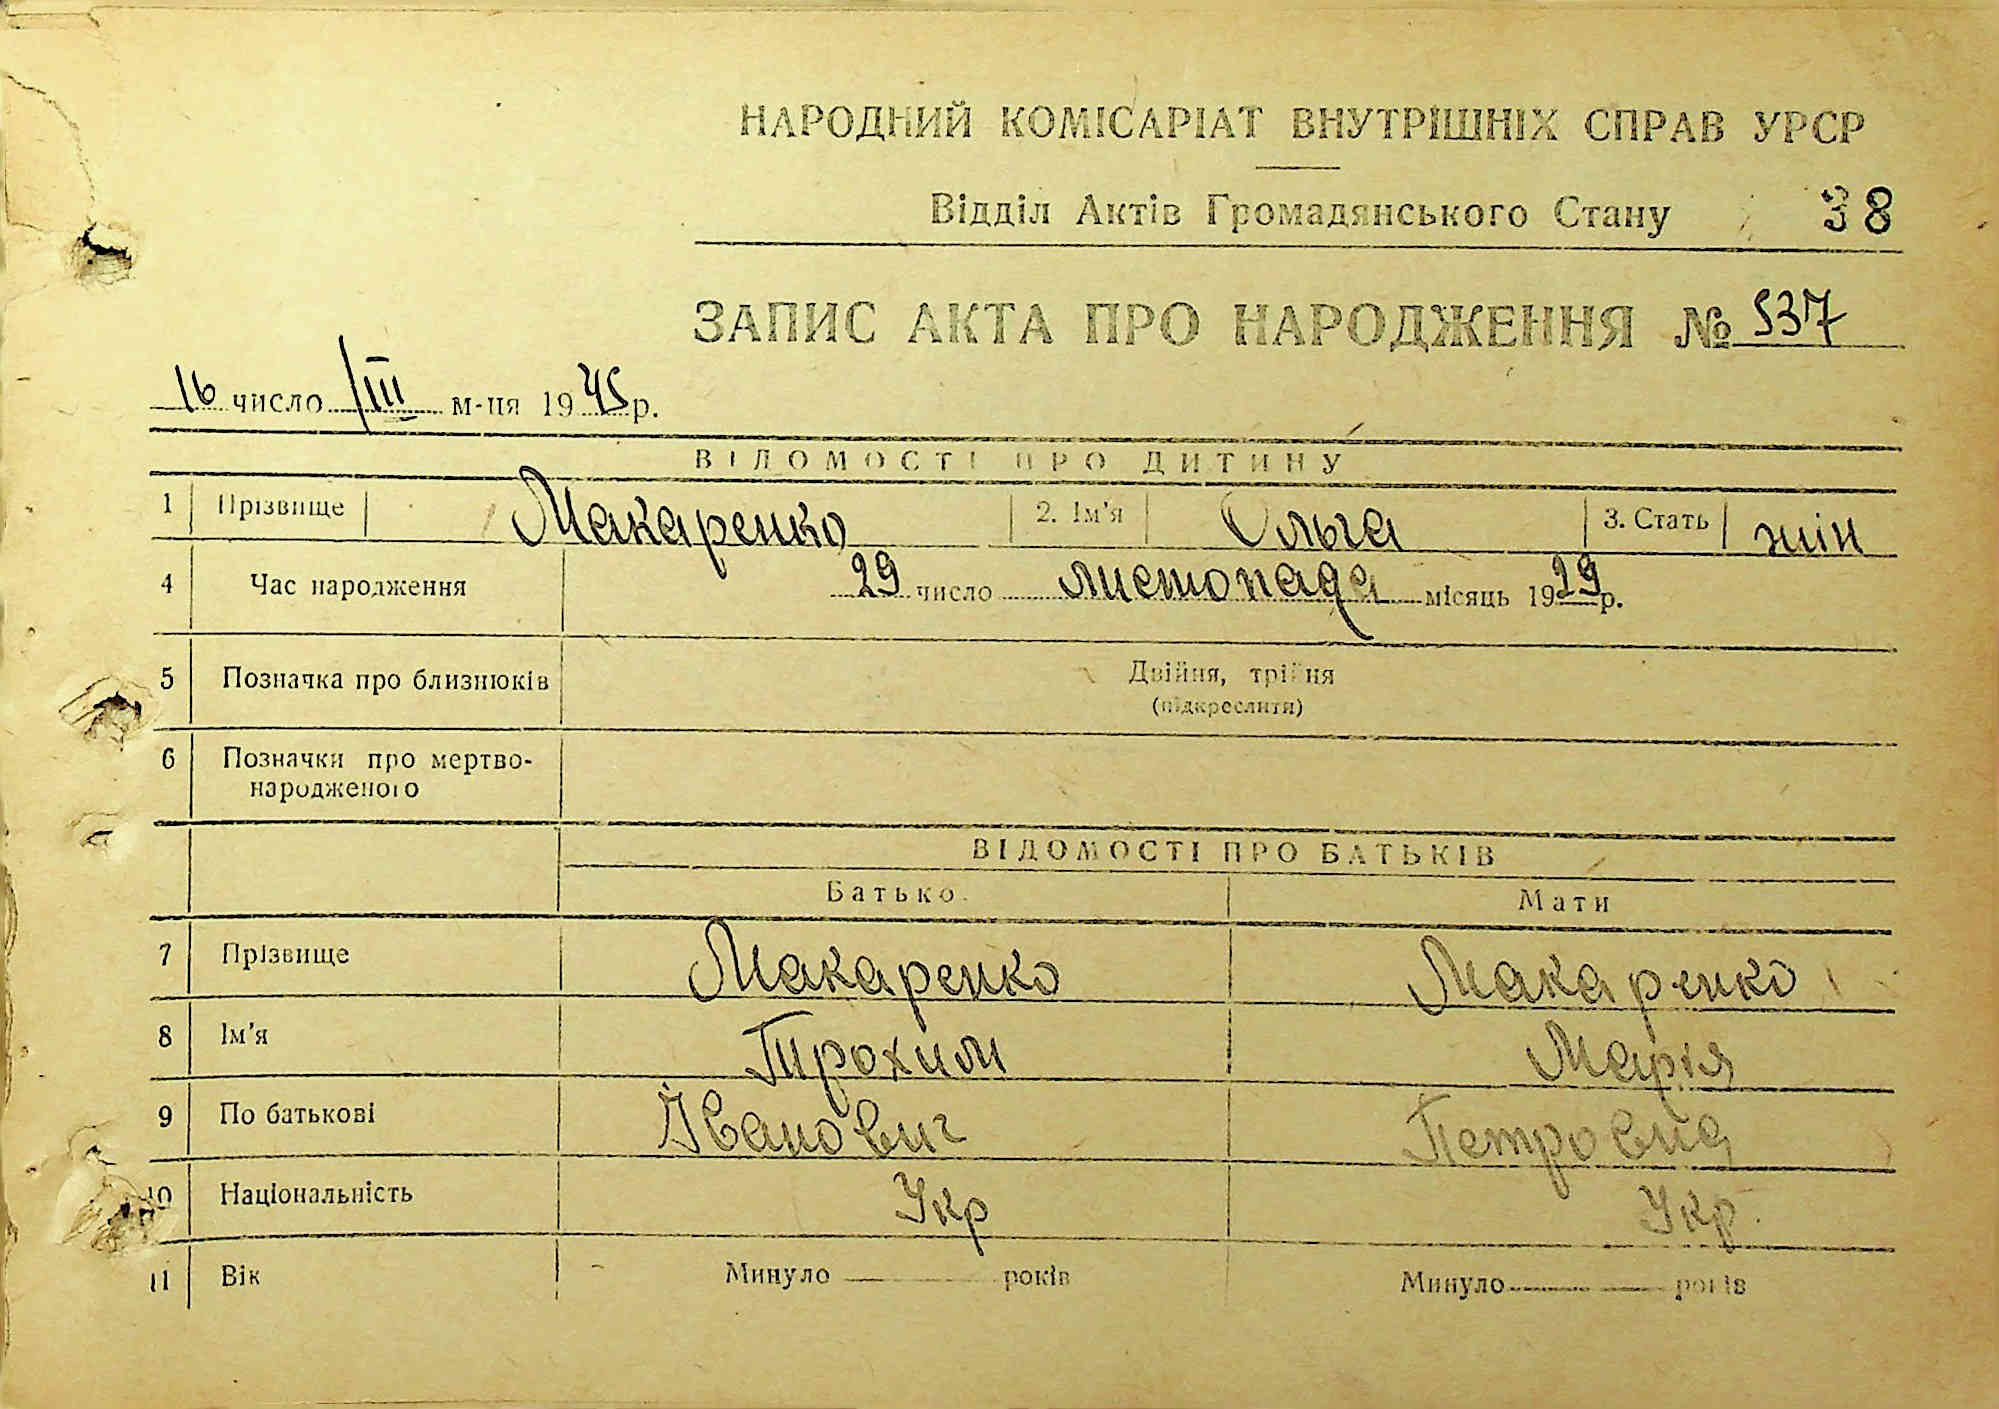 НАРОДНИЙ КОМІСАРІАТ ВНУТРІШНІХ СПРАВ УРСР
Відділ Актів Громадянського Стану 38
ЗАПИС АКТА ПРО НАРОДЖЕННЯ № 537
16 число III м-ця 1945 р.
ВІДОМОСТІ ПРО ДИТИНУ
1 Прізвище Макаренко 2. Ім'я Ольга 3. Стать жін
4 Час народження 29 число листопада місяць 1929 р.
5 Позначка про близнюків Двійня, трійня
(підкреслити)
6 Позначки про мертво-
народженого
ВІДОМОСТІ ПРО БАТЬКІВ
Батько Мати
7 Прізвище Макаренко Макаренко
8 Ім'я Трохим Марія
9 По батькові Іванович Петровна
10 Національність Укр Укр.
11 Вік Минуло — років Минуло — років